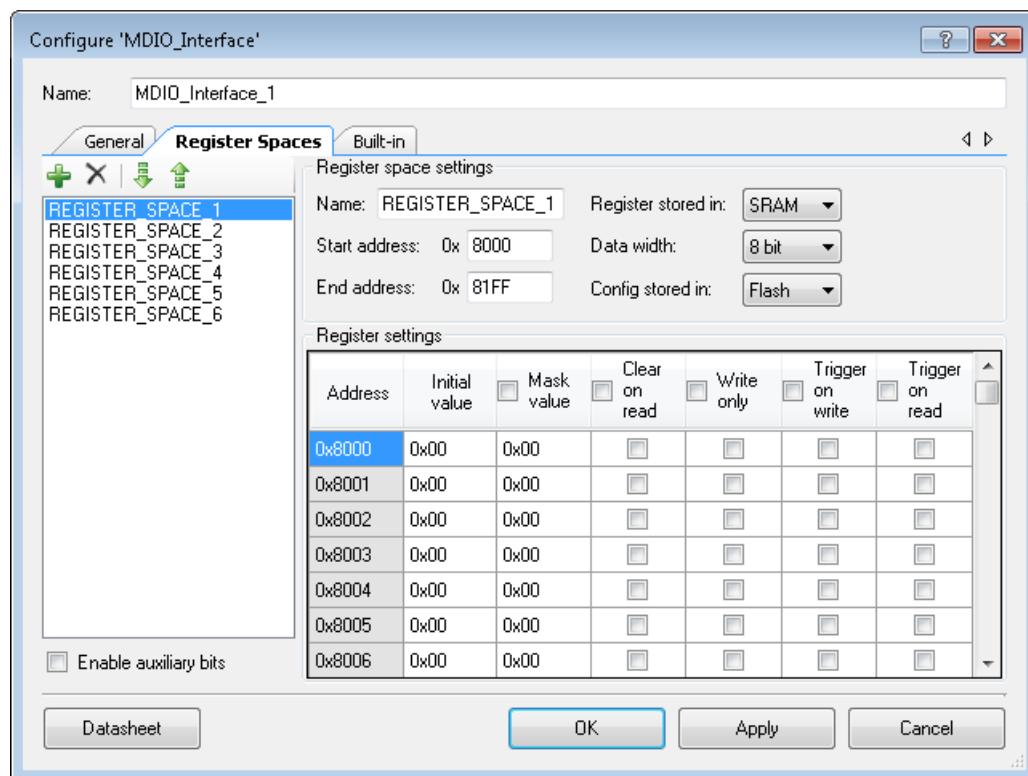 Configure 'MDIO_Interface'
Name: MDIO_Interface_1
General Register Spaces Built-in
REGISTER_SPACE_1
REGISTER_SPACE_2
REGISTER_SPACE_3
REGISTER_SPACE_4
REGISTER_SPACE_5
REGISTER_SPACE_6
Enable auxiliary bits
Register space settings
Name: REGISTER_SPACE_1 Register stored in: SRAM
Start address: 0x 8000 Data width: 8 bit
End address: 0x 81FF Config stored in: Flash
Register settings
Address Initial value Mask value Clear on read Write only Trigger on write Trigger on read
0x8000 0x00 0x00
0x8001 0x00 0x00
0x8002 0x00 0x00
0x8003 0x00 0x00
0x8004 0x00 0x00
0x8005 0x00 0x00
0x8006 0x00 0x00
Datasheet OK Apply Cancel